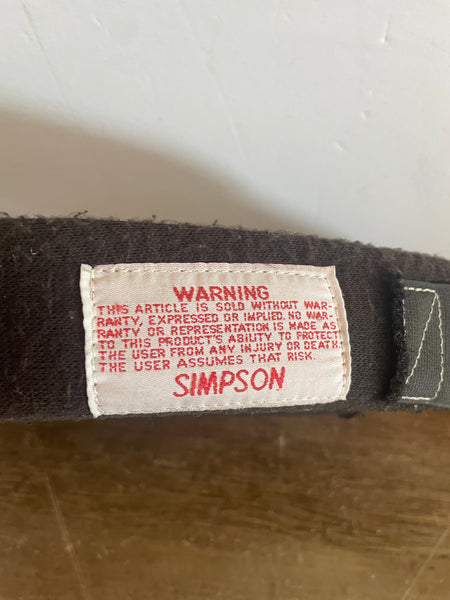 WARNING
THIS ARTICLE IS SOLD WITHOUT WAR-
RANTY, EXPRESSED OR IMPLIED. NO WAR-
RANTY OR REPRESENTATION IS MADE AS
TO THIS PRODUCT'S ABILITY TO PROTECT
THE USER FROM ANY INJURY OR DEATH.
THE USER ASSUMES THAT RISK.
SIMPSON